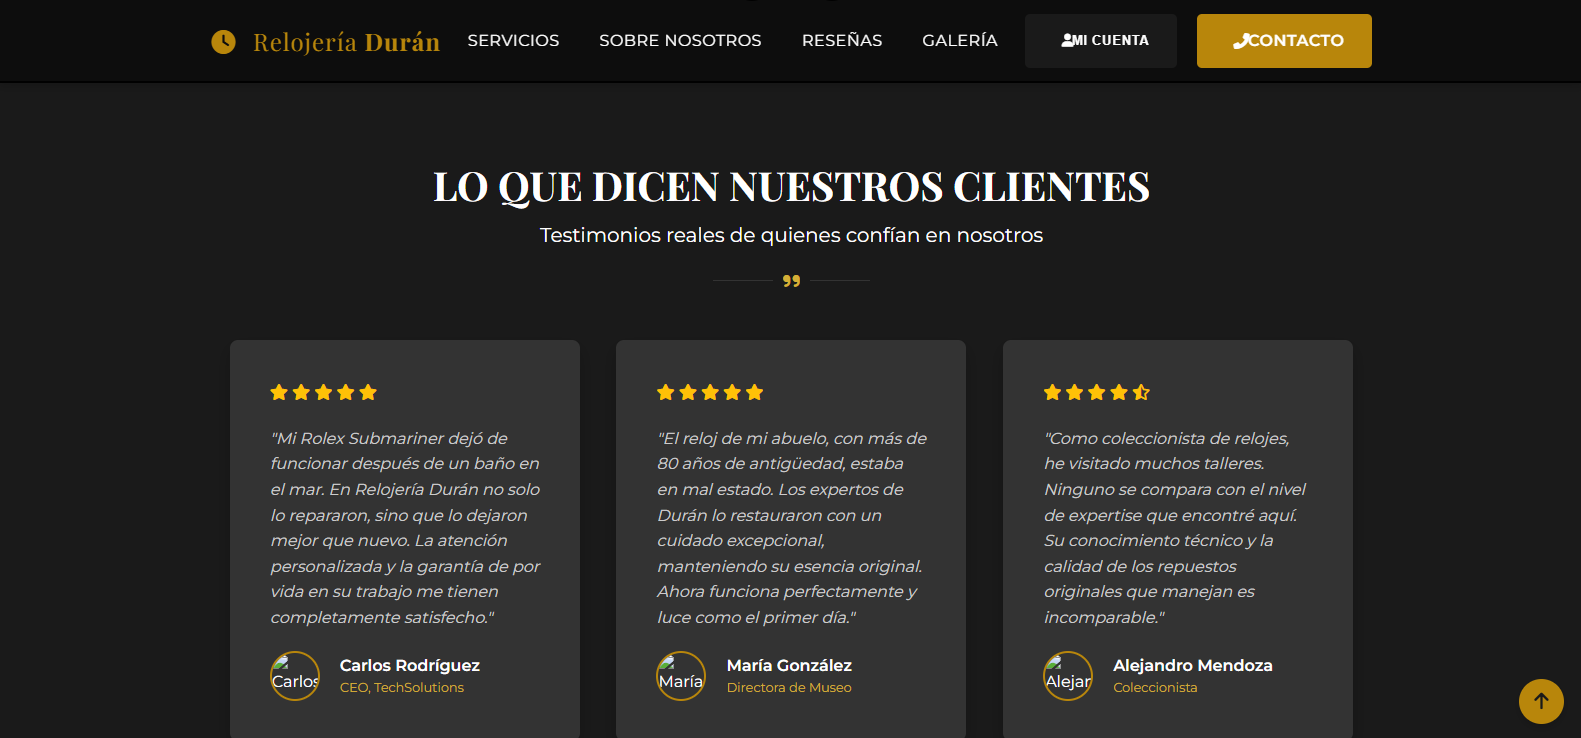 Relojería Durán
SERVICIOS
SOBRE NOSOTROS
RESEÑAS
GALERÍA
MI CUENTA
CONTACTO
LO QUE DICEN NUESTROS CLIENTES
Testimonios reales de quienes confían en nosotros
"Mi Rolex Submariner dejó de
funcionar después de un baño en
el mar. En Relojería Durán no solo
lo repararon, sino que lo dejaron
mejor que nuevo. La atención
personalizada y la garantía de por
vida en su trabajo me tienen
completamente satisfecho."
Carlos
Carlos Rodríguez
CEO, TechSolutions
"El reloj de mi abuelo, con más de
80 años de antigüedad, estaba
en mal estado. Los expertos de
Durán lo restauraron con un
cuidado excepcional,
manteniendo su esencia original.
Ahora funciona perfectamente y
luce como el primer día."
María
María González
Directora de Museo
"Como coleccionista de relojes,
he visitado muchos talleres.
Ninguno se compara con el nivel
de expertise que encontré aquí.
Su conocimiento técnico y la
calidad de los repuestos
originales que manejan es
incomparable."
Alejar
Alejandro Mendoza
Coleccionista